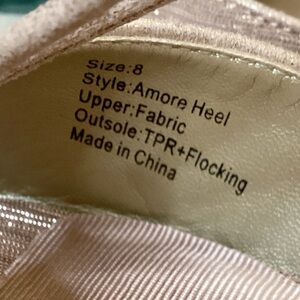 Size:8
Style:Amore Heel
Upper:Fabric
Outsole:TPR+Flocking
Made in China